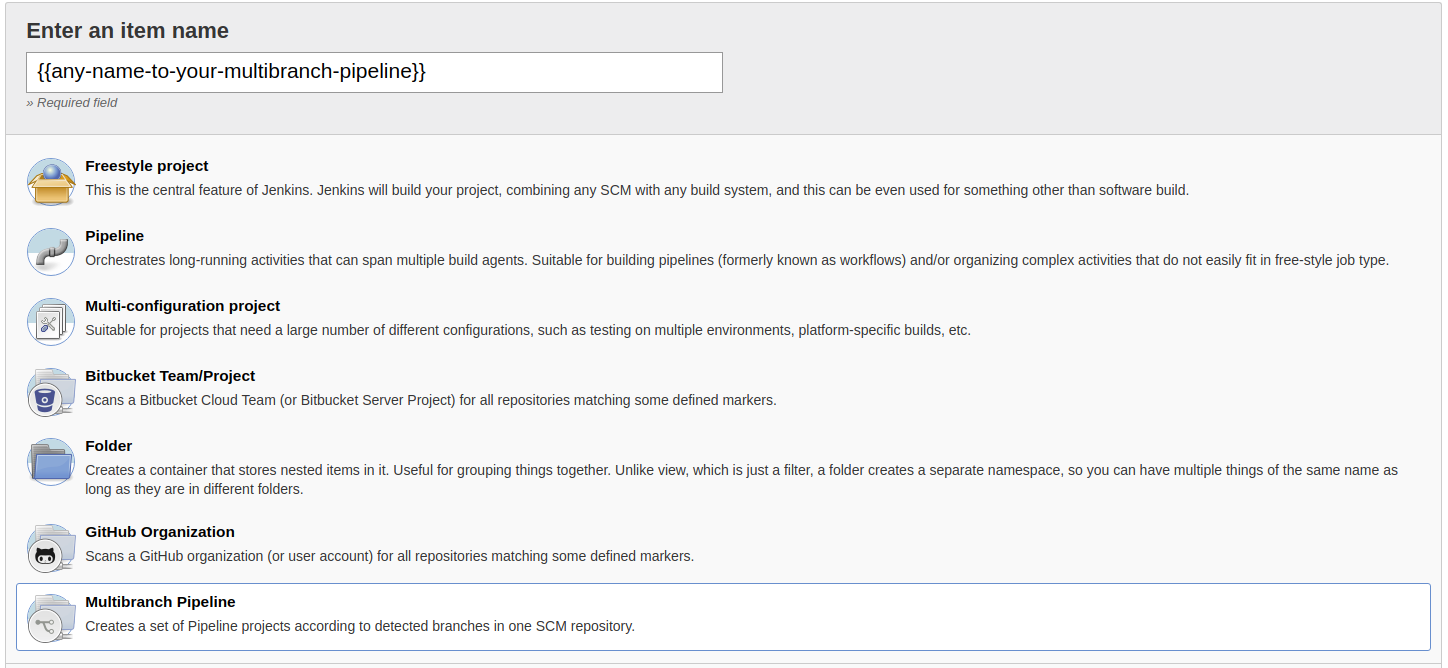 Enter an item name
{{any-name-to-your-multibranch-pipeline}}
» Required field
Freestyle project
This is the central feature of Jenkins. Jenkins will build your project, combining any SCM with any build system, and this can be even used for something other than software build.
Pipeline
Orchestrates long-running activities that can span multiple build agents. Suitable for building pipelines (formerly known as workflows) and/or organizing complex activities that do not easily fit in free-style job type.
Multi-configuration project
Suitable for projects that need a large number of different configurations, such as testing on multiple environments, platform-specific builds, etc.
Bitbucket Team/Project
Scans a Bitbucket Cloud Team (or Bitbucket Server Project) for all repositories matching some defined markers.
Folder
Creates a container that stores nested items in it. Useful for grouping things together. Unlike view, which is just a filter, a folder creates a separate namespace, so you can have multiple things of the same name as
long as they are in different folders.
GitHub Organization
Scans a GitHub organization (or user account) for all repositories matching some defined markers.
Multibranch Pipeline
Creates a set of Pipeline projects according to detected branches in one SCM repository.